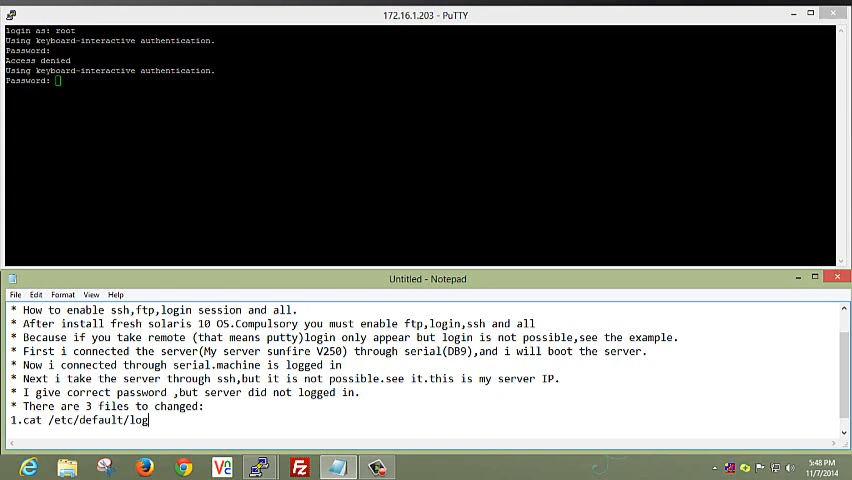 172.16.1.203 - PuTTY
login as: root
Using keyboard-interactive authentication.
Password:
Access denied
Using keyboard-interactive authentication.
Password:
Untitled - Notepad
File Edit Format View Help
* How to enable ssh,ftp,login session and all.
* After install fresh solaris 10 OS.Compulsory you must enable ftp,login,ssh and all
* Because if you take remote (that means putty)login only appear but login is not possible,see the example.
* First i connected the server(My server sunfire V250) through serial(DB9),and i will boot the server.
* Now i connected through serial.machine is logged in
* Next i take the server through ssh,but it is not possible.see it.this is my server IP.
* I give correct password ,but server did not logged in.
* There are 3 files to changed:
1.cat /etc/default/log
5:48 PM
11/7/2014